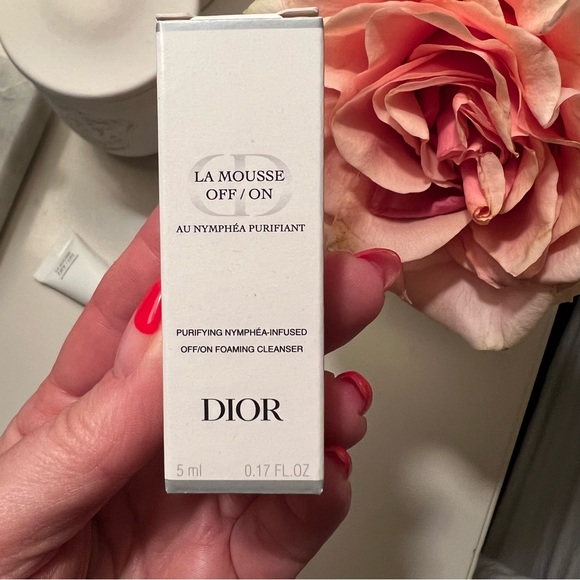 LA MOUSSE
OFF / ON
AU NYMPHÉA PURIFIANT
PURIFYING NYMPHÉA-INFUSED
OFF/ON FOAMING CLEANSER
DIOR
5 ml 0.17 FL.OZ